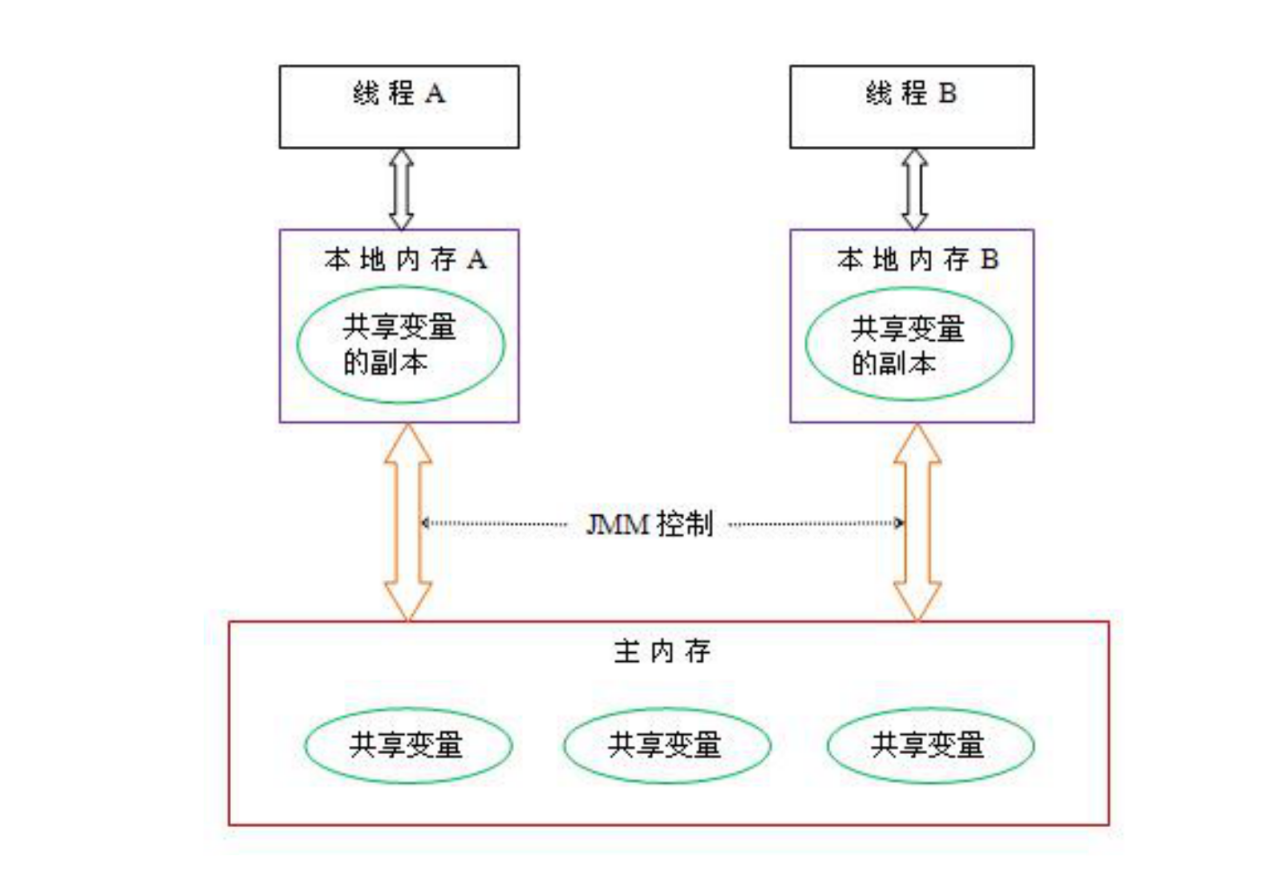 线程 A
线程 B
本地内存 A
本地内存 B
共享变量
的副本
共享变量
的副本
JMM 控制
主内存
共享变量
共享变量
共享变量